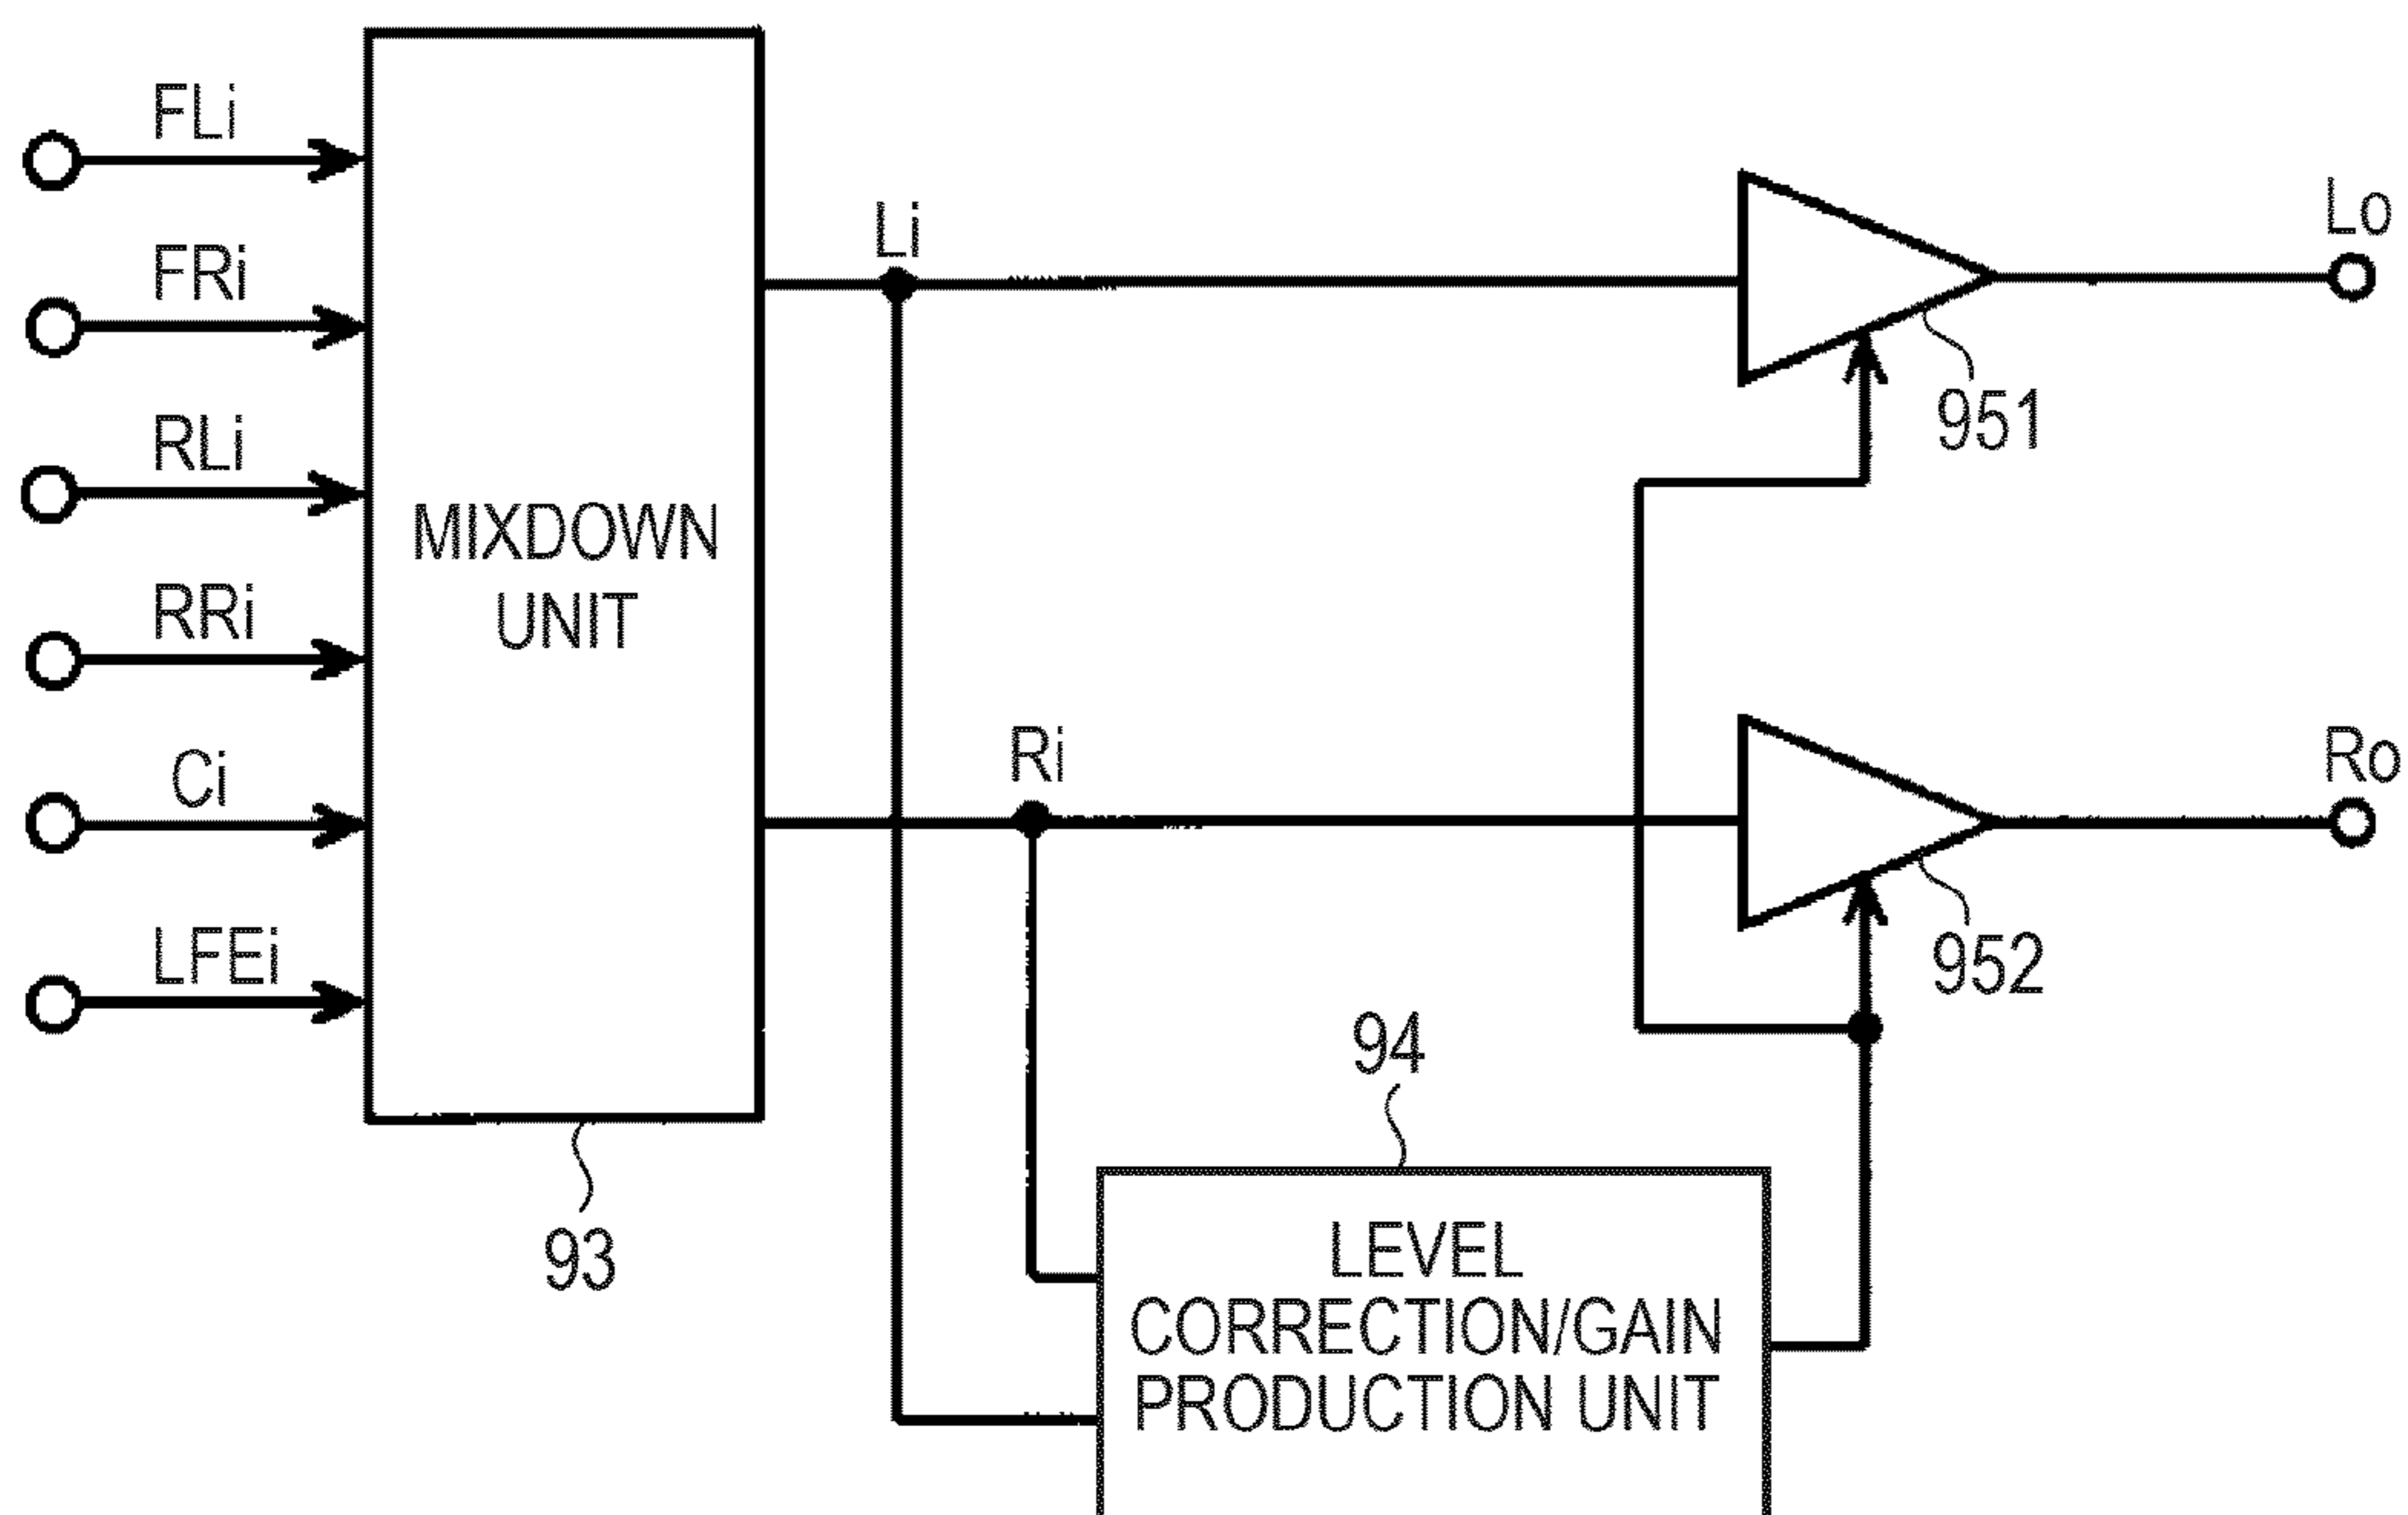 FLi
FRi
RLi
RRi
Ci
LFEi
MIXDOWN
UNIT
93
Li
Ri
951
Lo
952
Ro
94
LEVEL
CORRECTION/GAIN
PRODUCTION UNIT